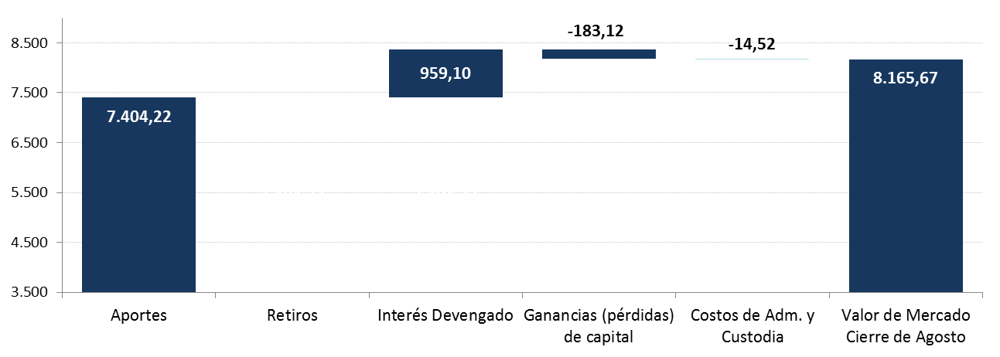 8.500
7.500
6.500
5.500
4.500
3.500
7.404,22
959,10
-183,12
-14,52
8.165,67
Aportes
Retiros
Interés Devengado
Ganancias (pérdidas)
de capital
Costos de Adm. y
Custodia
Valor de Mercado
Cierre de Agosto